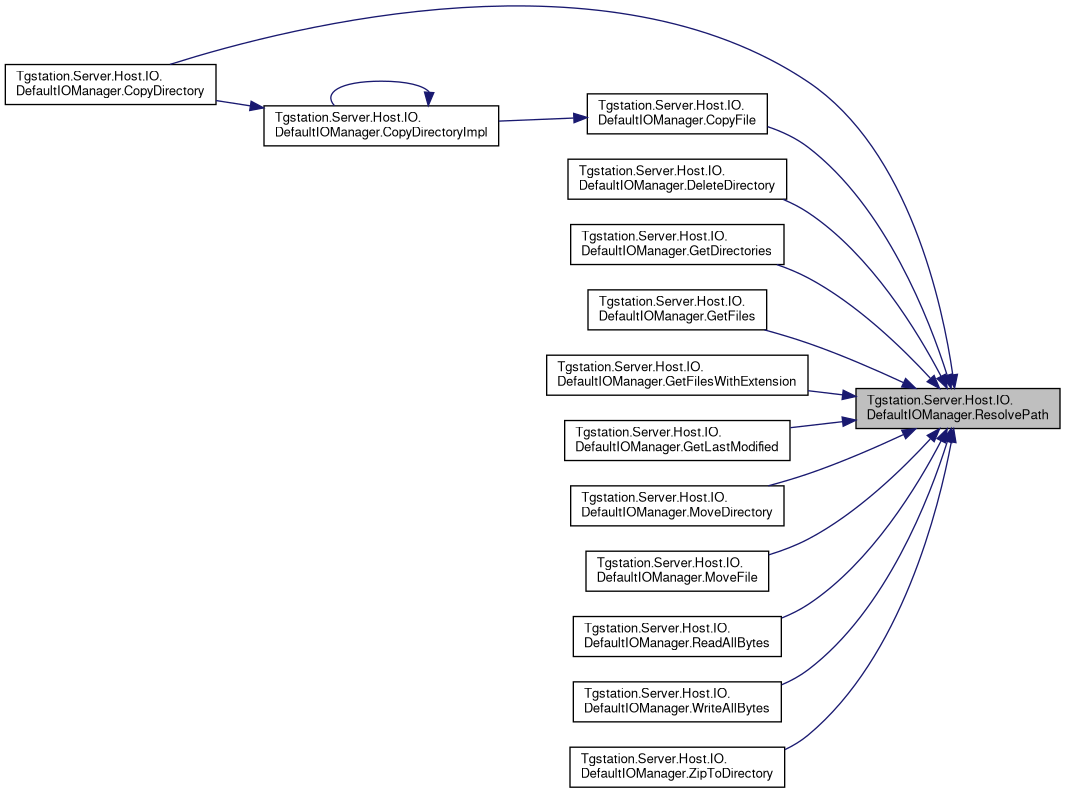 Tgstation.Server.Host.IO.
DefaultIOManager.CopyDirectory
Tgstation.Server.Host.IO.
DefaultIOManager.CopyDirectoryImpl
Tgstation.Server.Host.IO.
DefaultIOManager.CopyFile
Tgstation.Server.Host.IO.
DefaultIOManager.DeleteDirectory
Tgstation.Server.Host.IO.
DefaultIOManager.GetDirectories
Tgstation.Server.Host.IO.
DefaultIOManager.GetFiles
Tgstation.Server.Host.IO.
DefaultIOManager.GetFilesWithExtension
Tgstation.Server.Host.IO.
DefaultIOManager.ResolvePath
Tgstation.Server.Host.IO.
DefaultIOManager.GetLastModified
Tgstation.Server.Host.IO.
DefaultIOManager.MoveDirectory
Tgstation.Server.Host.IO.
DefaultIOManager.MoveFile
Tgstation.Server.Host.IO.
DefaultIOManager.ReadAllBytes
Tgstation.Server.Host.IO.
DefaultIOManager.WriteAllBytes
Tgstation.Server.Host.IO.
DefaultIOManager.ZipToDirectory